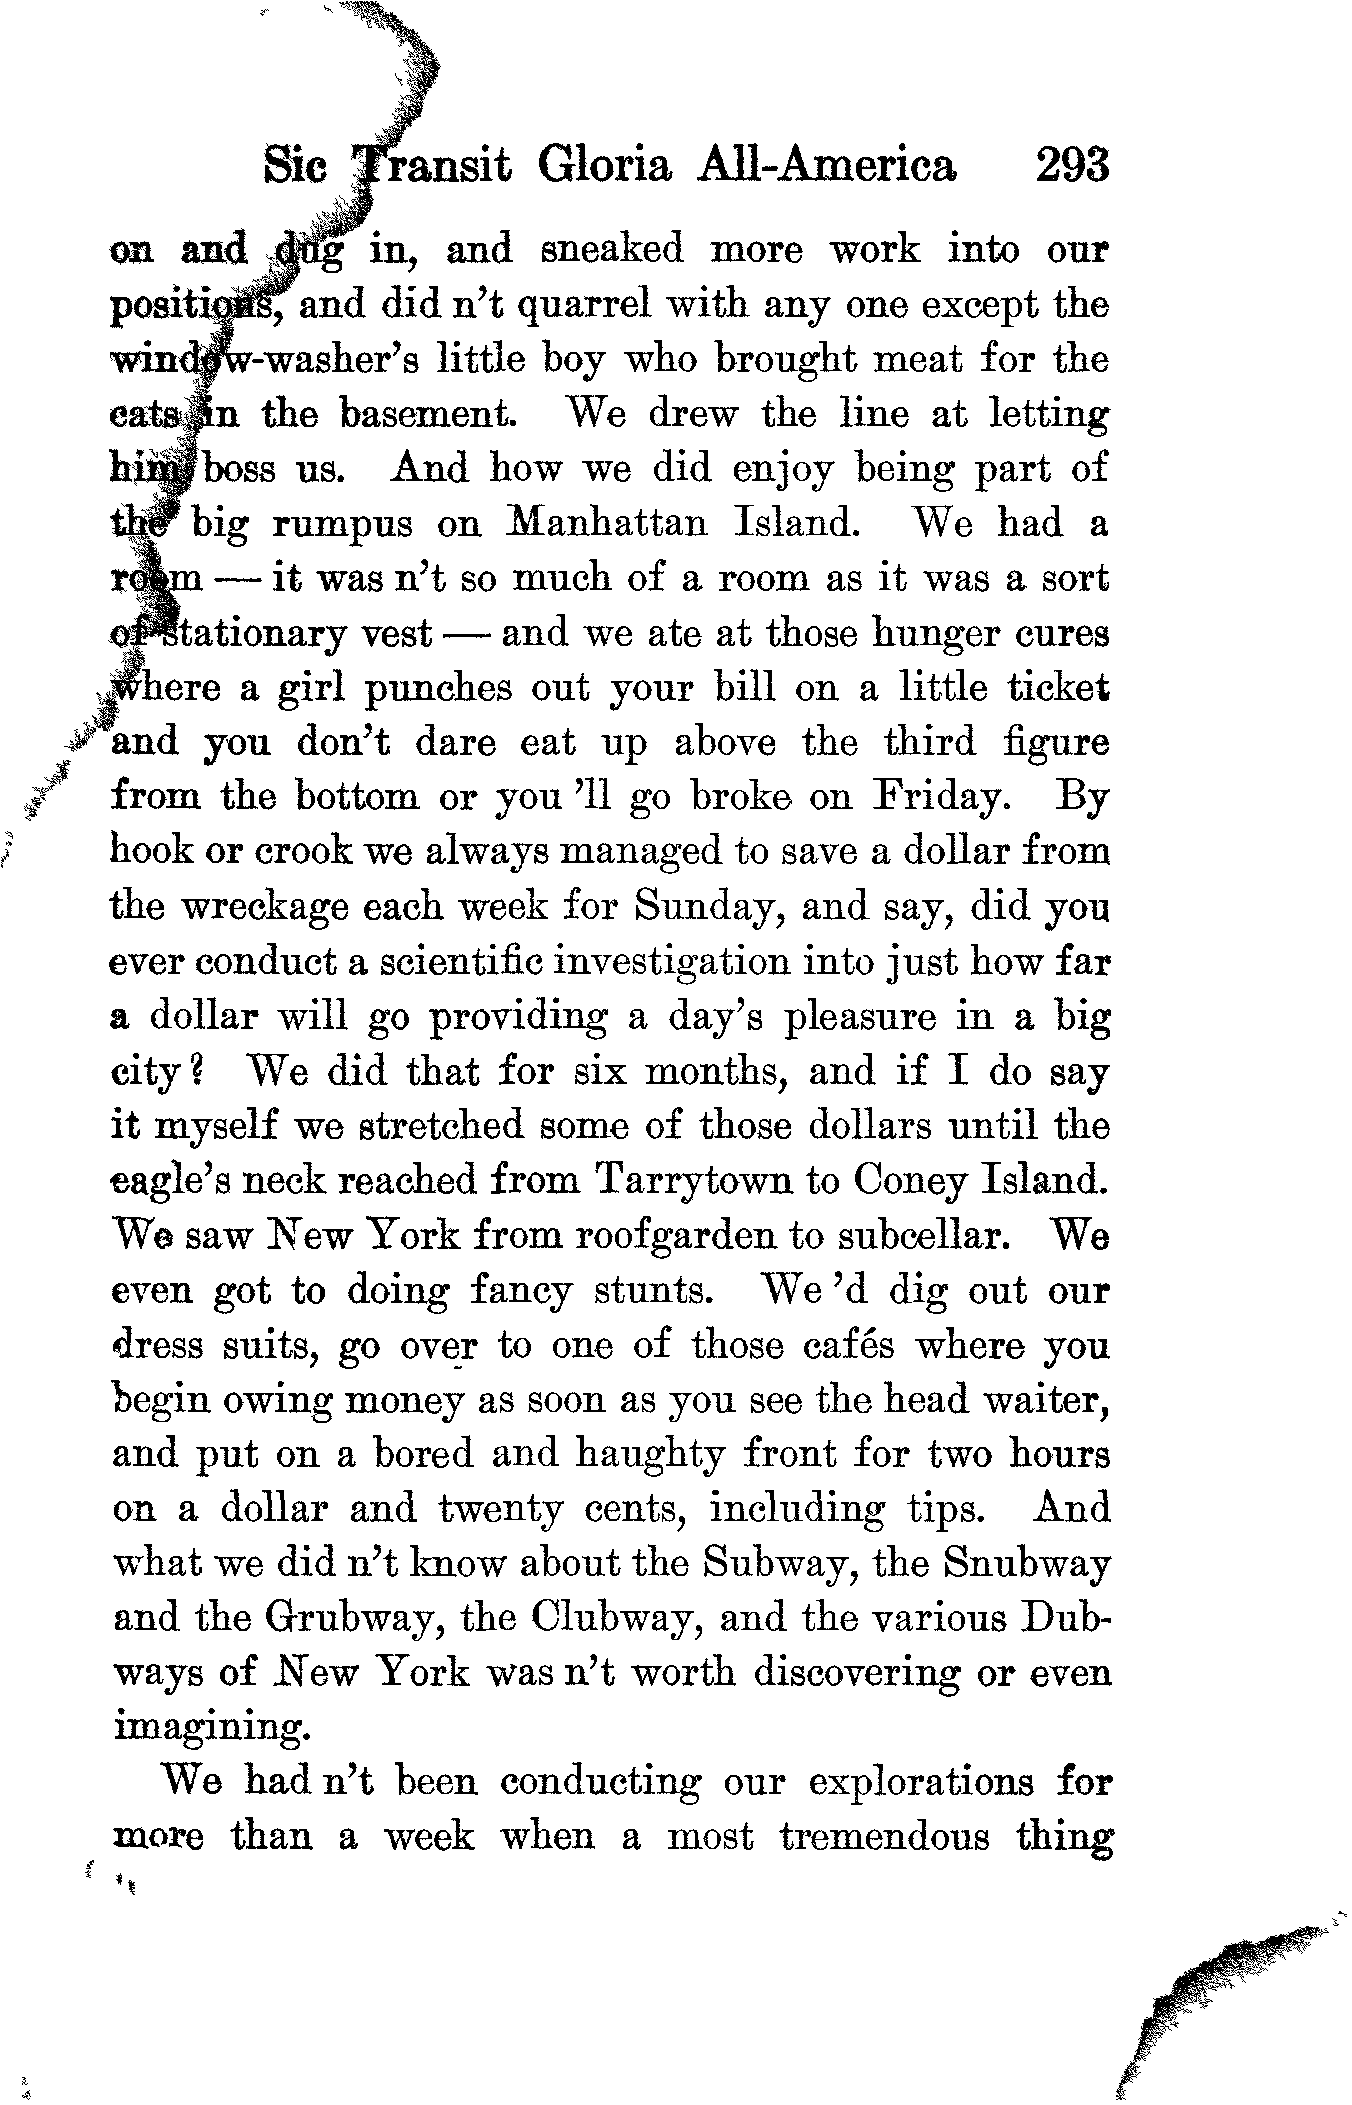 Sic Transit Gloria All-America 293
on and dug in, and sneaked more work into our
positions, and did n't quarrel with any one except the
window-washer's little boy who brought meat for the
cats in the basement. We drew the line at letting
him boss us. And how we did enjoy being part of
the big rumpus on Manhattan Island. We had a
room — it was n't so much of a room as it was a sort
of stationary vest — and we ate at those hunger cures
where a girl punches out your bill on a little ticket
and you don't dare eat up above the third figure
from the bottom or you 'll go broke on Friday. By
hook or crook we always managed to save a dollar from
the wreckage each week for Sunday, and say, did you
ever conduct a scientific investigation into just how far
a dollar will go providing a day's pleasure in a big
city? We did that for six months, and if I do say
it myself we stretched some of those dollars until the
eagle's neck reached from Tarrytown to Coney Island.
We saw New York from roofgarden to subcellar. We
even got to doing fancy stunts. We 'd dig out our
dress suits, go over to one of those cafés where you
begin owing money as soon as you see the head waiter,
and put on a bored and haughty front for two hours
on a dollar and twenty cents, including tips. And
what we did n't know about the Subway, the Snubway
and the Grubway, the Clubway, and the various Dub-
ways of New York was n't worth discovering or even
imagining.
We had n't been conducting our explorations for
more than a week when a most tremendous thing